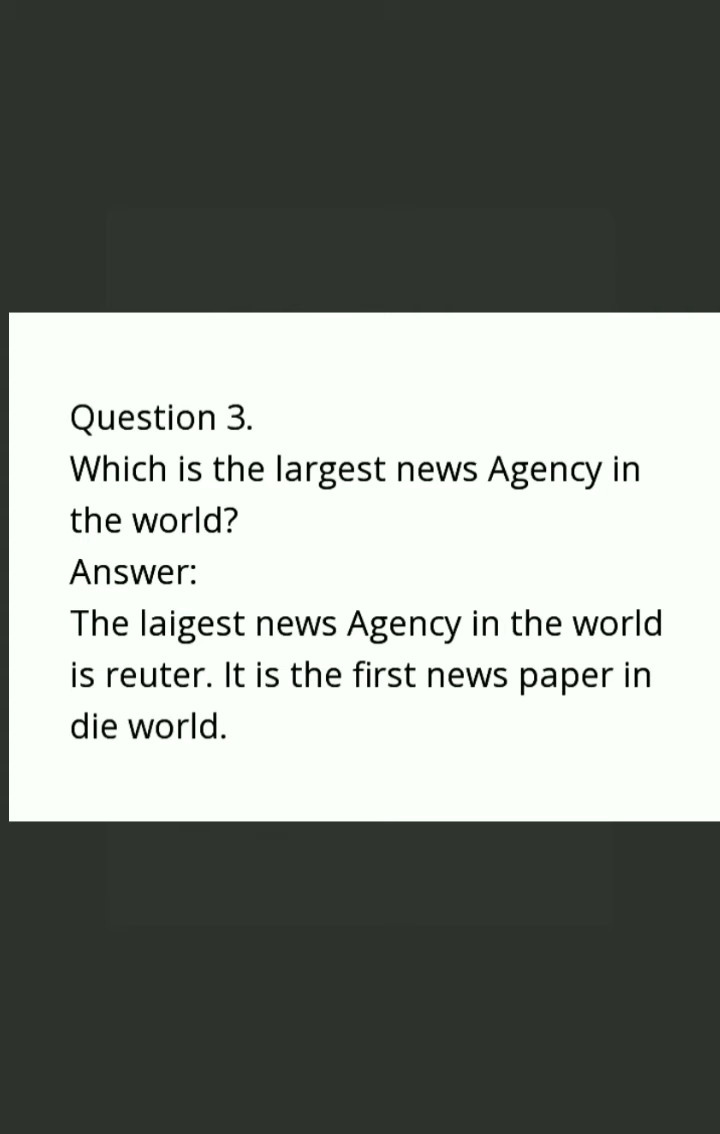 Question 3.
Which is the largest news Agency in
the world?
Answer:
The laigest news Agency in the world
is reuter. It is the first news paper in
die world.